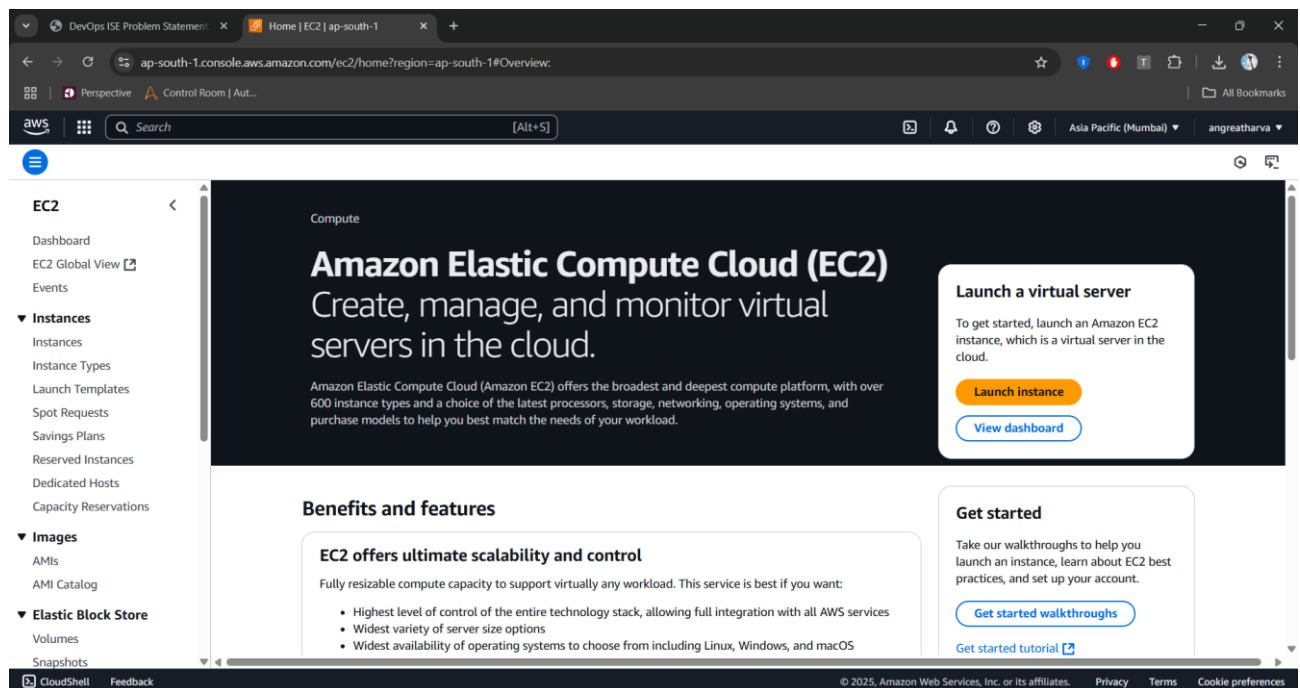 DevOps ISE Problem Statement
Home | EC2 | ap-south-1
ap-south-1.console.aws.amazon.com/ec2/home?region=ap-south-1#Overview:
Perspective
Control Room | Aut...
All Bookmarks
aws
Search
[Alt+S]
Asia Pacific (Mumbai)
angreatharva
EC2
Dashboard
EC2 Global View
Events
Instances
Instances
Instance Types
Launch Templates
Spot Requests
Savings Plans
Reserved Instances
Dedicated Hosts
Capacity Reservations
Images
AMIs
AMI Catalog
Elastic Block Store
Volumes
Snapshots
Compute
Amazon Elastic Compute Cloud (EC2)
Create, manage, and monitor virtual
servers in the cloud.
Amazon Elastic Compute Cloud (Amazon EC2) offers the broadest and deepest compute platform, with over
600 instance types and a choice of the latest processors, storage, networking, operating systems, and
purchase models to help you best match the needs of your workload.
Launch a virtual server
To get started, launch an Amazon EC2
instance, which is a virtual server in the
cloud.
Launch instance
View dashboard
Benefits and features
EC2 offers ultimate scalability and control
Fully resizable compute capacity to support virtually any workload. This service is best if you want:
• Highest level of control of the entire technology stack, allowing full integration with all AWS services
• Widest variety of server size options
• Widest availability of operating systems to choose from including Linux, Windows, and macOS
Get started
Take our walkthroughs to help you
launch an instance, learn about EC2 best
practices, and set up your account.
Get started walkthroughs
Get started tutorial
CloudShell
Feedback
© 2025, Amazon Web Services, Inc. or its affiliates.
Privacy
Terms
Cookie preferences